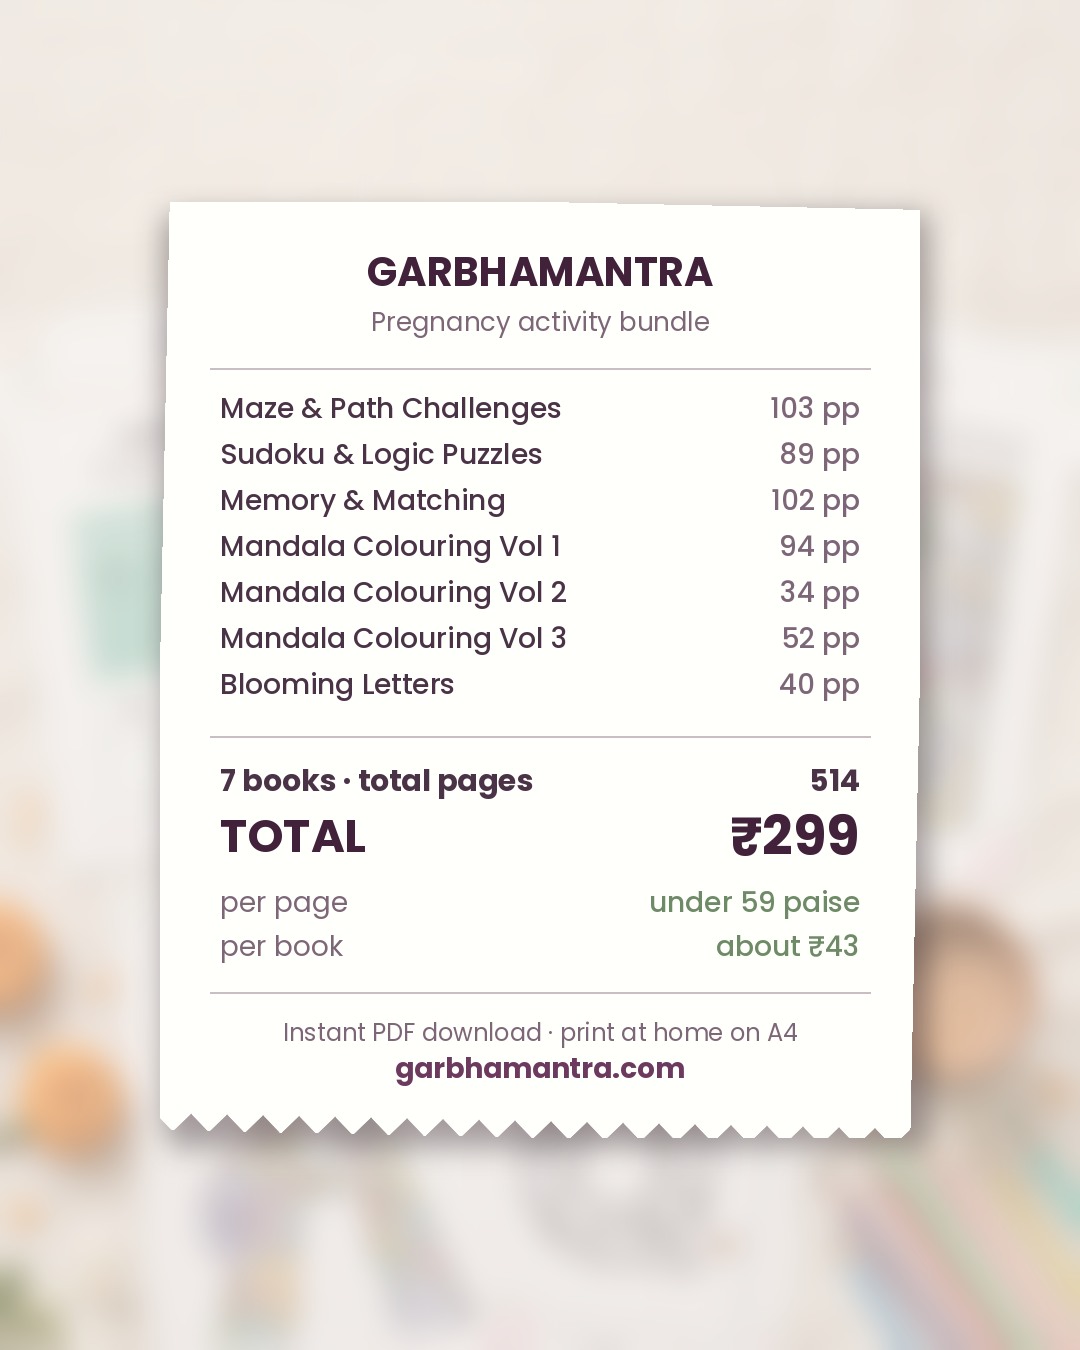 GARBHAMANTRA
Pregnancy activity bundle
Maze & Path Challenges 103 pp
Sudoku & Logic Puzzles 89 pp
Memory & Matching 102 pp
Mandala Colouring Vol 1 94 pp
Mandala Colouring Vol 2 34 pp
Mandala Colouring Vol 3 52 pp
Blooming Letters 40 pp
7 books · total pages 514
TOTAL ₹299
per page under 59 paise
per book about ₹43
Instant PDF download · print at home on A4
garbhamantra.com